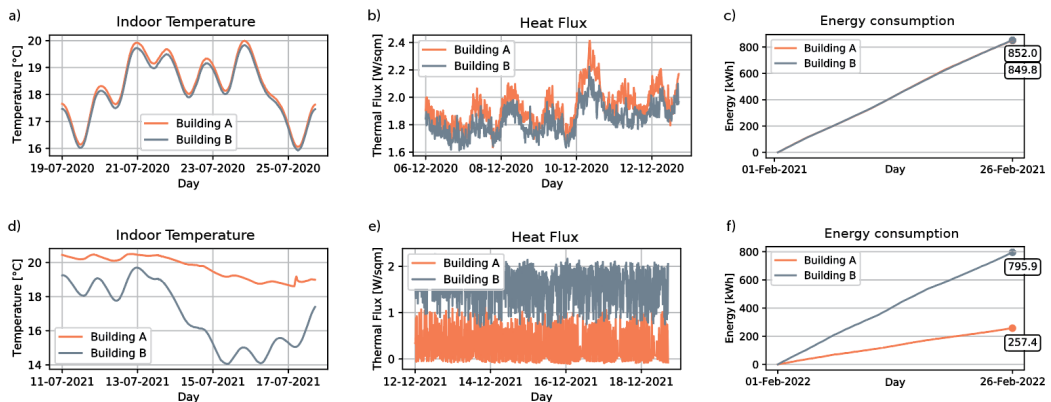 a)
Indoor Temperature
Temperature [°C]
20
19
18
17
16
Building A
Building B
19-07-2020
21-07-2020
23-07-2020
25-07-2020
Day
b)
Heat Flux
Thermal Flux [W/sqm]
2.4
2.2
2.0
1.8
1.6
Building A
Building B
06-12-2020
08-12-2020
10-12-2020
12-12-2020
Day
c)
Energy consumption
Energy [kWh]
800
600
400
200
0
Building A
Building B
852.0
849.8
01-Feb-2021
Day
26-Feb-2021
d)
Indoor Temperature
Temperature [°C]
20
18
16
14
Building A
Building B
11-07-2021
13-07-2021
15-07-2021
17-07-2021
Day
e)
Heat Flux
Thermal Flux [W/sqm]
2
1
0
Building A
Building B
12-12-2021
14-12-2021
16-12-2021
18-12-2021
Day
f)
Energy consumption
Energy [kWh]
800
600
400
200
0
Building A
Building B
795.9
257.4
01-Feb-2022
Day
26-Feb-2022